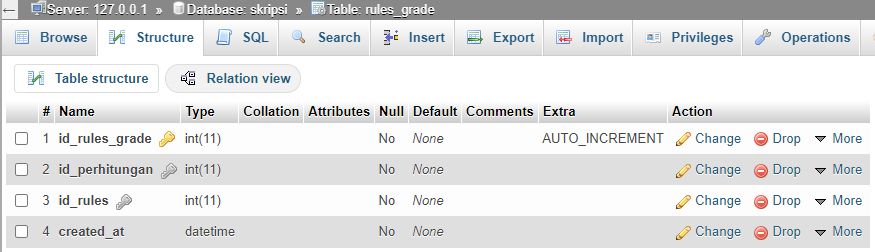 Server: 127.0.0.1 » Database: skripsi » Table: rules_grade
Browse Structure SQL Search Insert Export Import Privileges Operations
Table structure Relation view
# Name Type Collation Attributes Null Default Comments Extra Action
1 id_rules_grade int(11) No None AUTO_INCREMENT Change Drop More
2 id_perhitungan int(11) No None Change Drop More
3 id_rules int(11) No None Change Drop More
4 created_at datetime No None Change Drop More